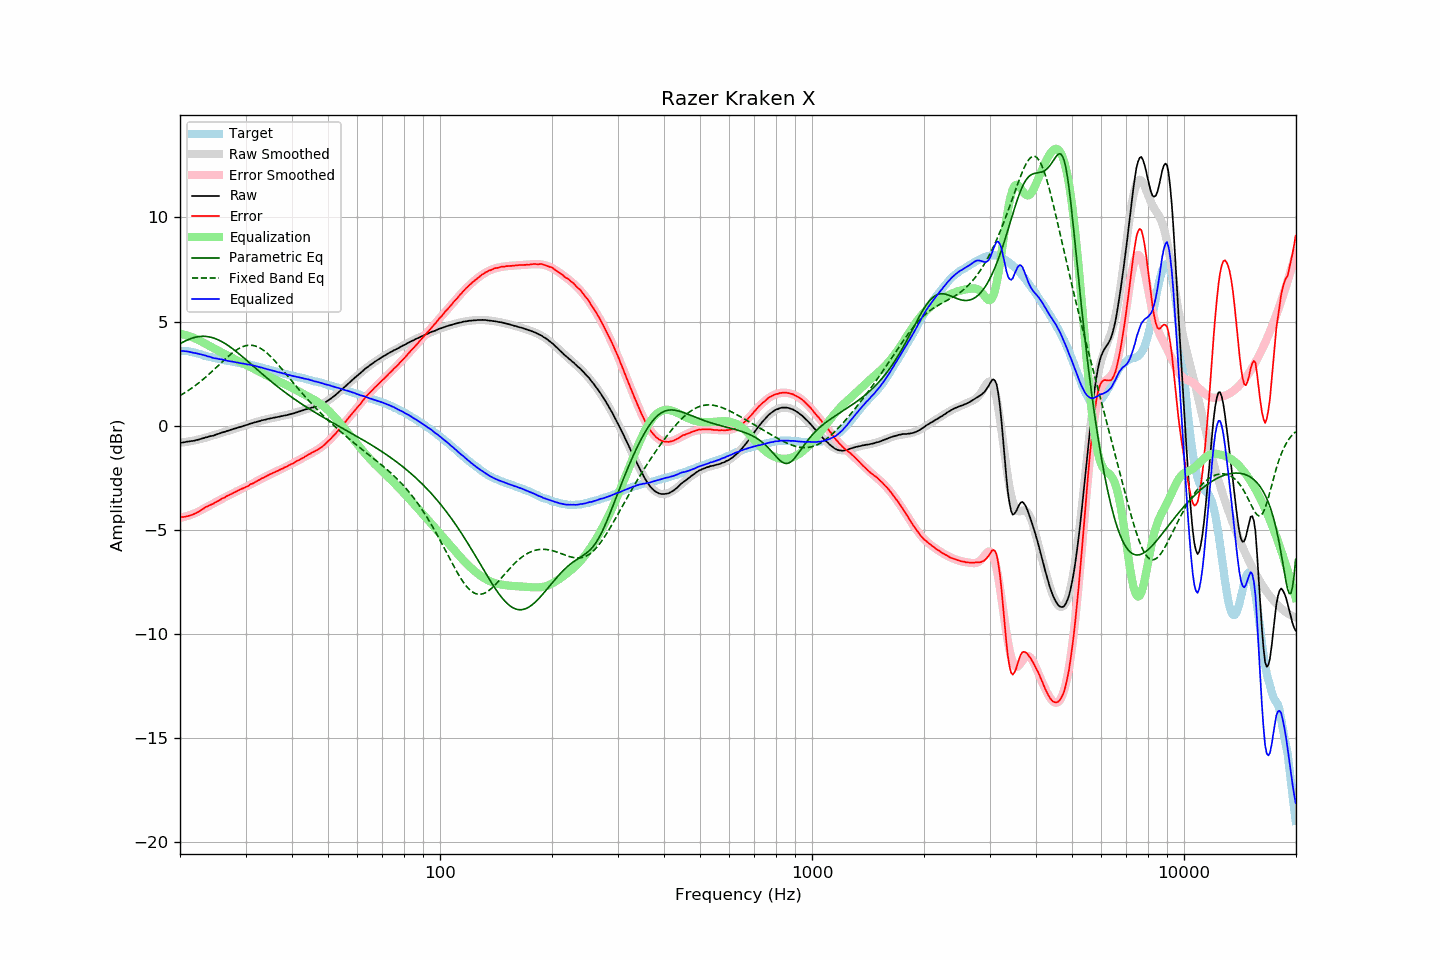 Razer Kraken X
Target
Raw Smoothed
Error Smoothed
Raw
Error
Equalization
Parametric Eq
Fixed Band Eq
Equalized
10
5
0
−5
−10
−15
−20
Amplitude (dBr)
100
1000
10000
Frequency (Hz)